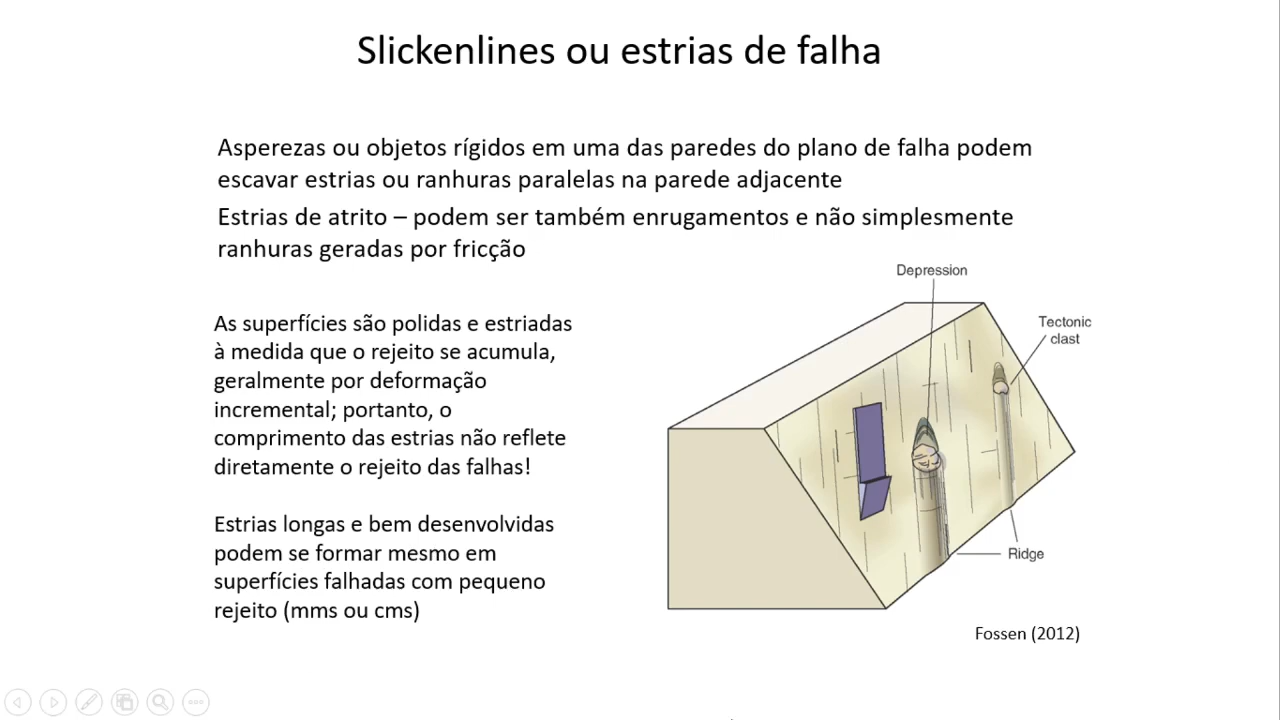 Slickenlines ou estrias de falha
Asperezas ou objetos rígidos em uma das paredes do plano de falha podem
escavar estrias ou ranhuras paralelas na parede adjacente
Estrias de atrito – podem ser também enrugamentos e não simplesmente
ranhuras geradas por fricção
As superfícies são polidas e estriadas
à medida que o rejeito se acumula,
geralmente por deformação
incremental; portanto, o
comprimento das estrias não reflete
diretamente o rejeito das falhas!
Estrias longas e bem desenvolvidas
podem se formar mesmo em
superfícies falhadas com pequeno
rejeito (mms ou cms)
Depression
Tectonic
clast
Ridge
Fossen (2012)